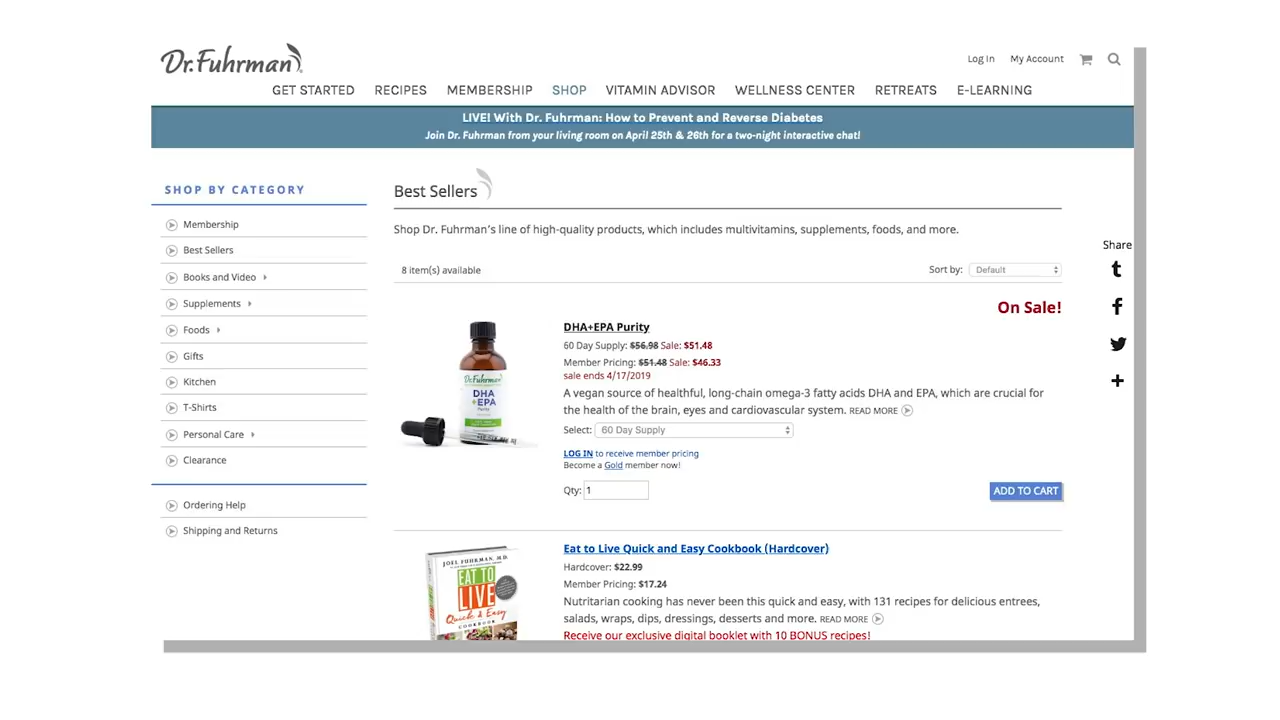 Dr.Fuhrman
Log In My Account
GET STARTED RECIPES MEMBERSHIP SHOP VITAMIN ADVISOR WELLNESS CENTER RETREATS E-LEARNING
LIVE! With Dr. Fuhrman: How to Prevent and Reverse Diabetes
Join Dr. Fuhrman from your living room on April 25th & 26th for a two-night interactive chat!
SHOP BY CATEGORY
Membership
Best Sellers
Books and Video
Supplements
Foods
Gifts
Kitchen
T-Shirts
Personal Care
Clearance
Ordering Help
Shipping and Returns
Best Sellers
Shop Dr. Fuhrman's line of high-quality products, which includes multivitamins, supplements, foods, and more.
8 item(s) available
Sort by: Default
On Sale!
Dr.Fuhrman
DHA
+EPA
Purity
DHA+EPA Purity
60 Day Supply: $56.98 Sale: $51.48
Member Pricing: $51.48 Sale: $46.33
sale ends 4/17/2019
A vegan source of healthful, long-chain omega-3 fatty acids DHA and EPA, which are crucial for
the health of the brain, eyes and cardiovascular system. READ MORE
Select: 60 Day Supply
LOG IN to receive member pricing
Become a Gold member now!
Qty: 1
ADD TO CART
JOEL FUHRMAN, M.D.
EAT TO
LIVE
Quick & Easy
COOKBOOK
Eat to Live Quick and Easy Cookbook (Hardcover)
Hardcover: $22.99
Member Pricing: $17.24
Nutritarian cooking has never been this quick and easy, with 131 recipes for delicious entrees,
salads, wraps, dips, dressings, desserts and more. READ MORE
Receive our exclusive digital booklet with 10 BONUS recipes!
Share